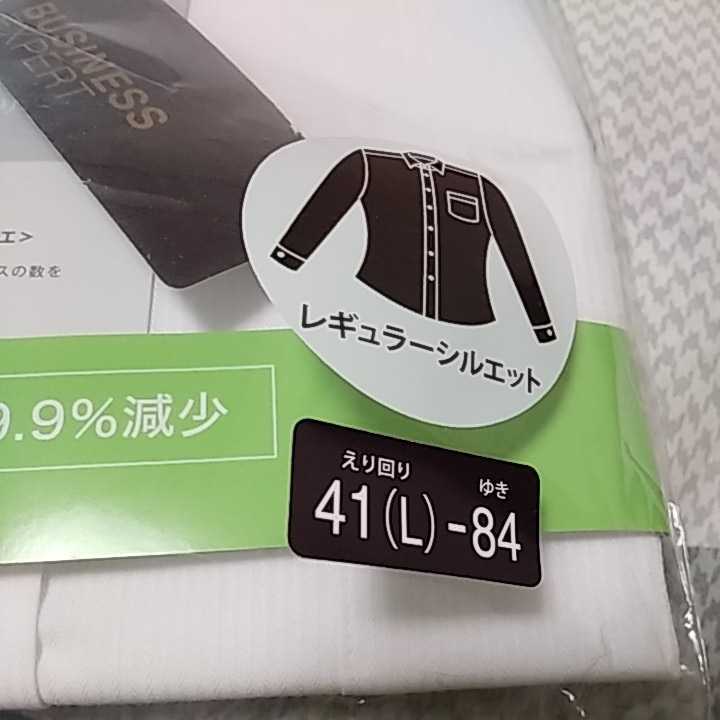 BUSINESS
EXPERT
エ>
スの数を
レギュラーシルエット
9.9%減少
えり回り ゆき
41(L)-84